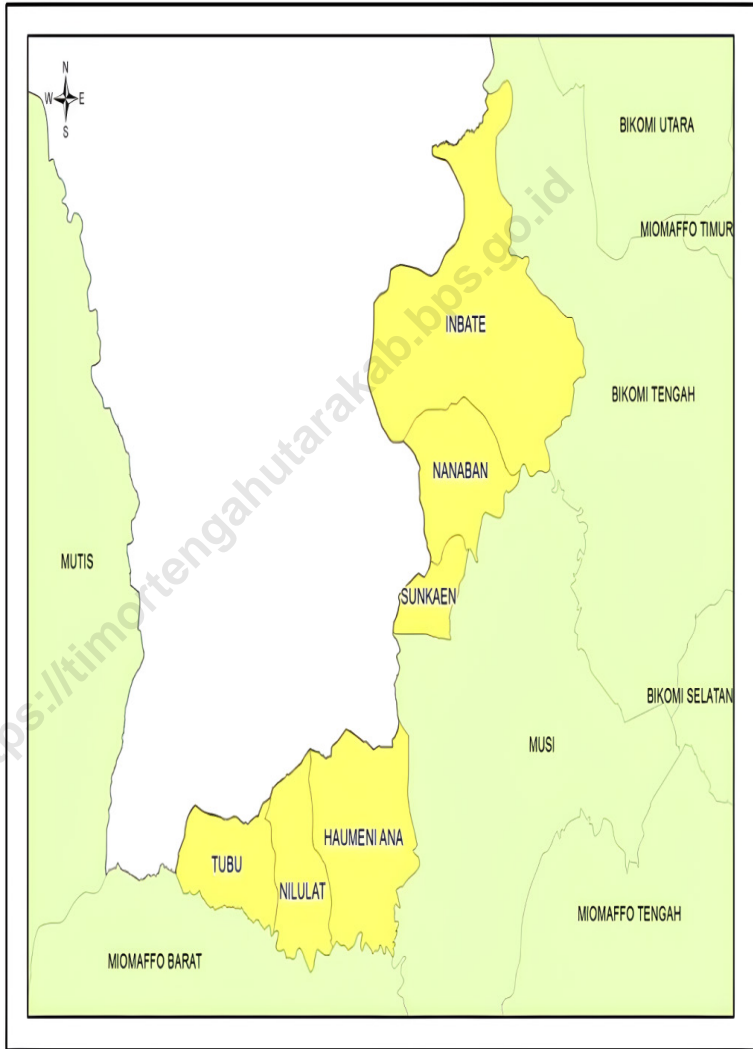 N
W E
S
BIKOMI UTARA
MIOMAFFO TIMUR
INBATE
BIKOMI TENGAH
NANABAN
MUTIS
SUNKAEN
BIKOMI SELATAN
MUSI
HAUMENI ANA
TUBU
NILULAT
MIOMAFFO TENGAH
MIOMAFFO BARAT
ps://timortengahutarakab.bps.go.id